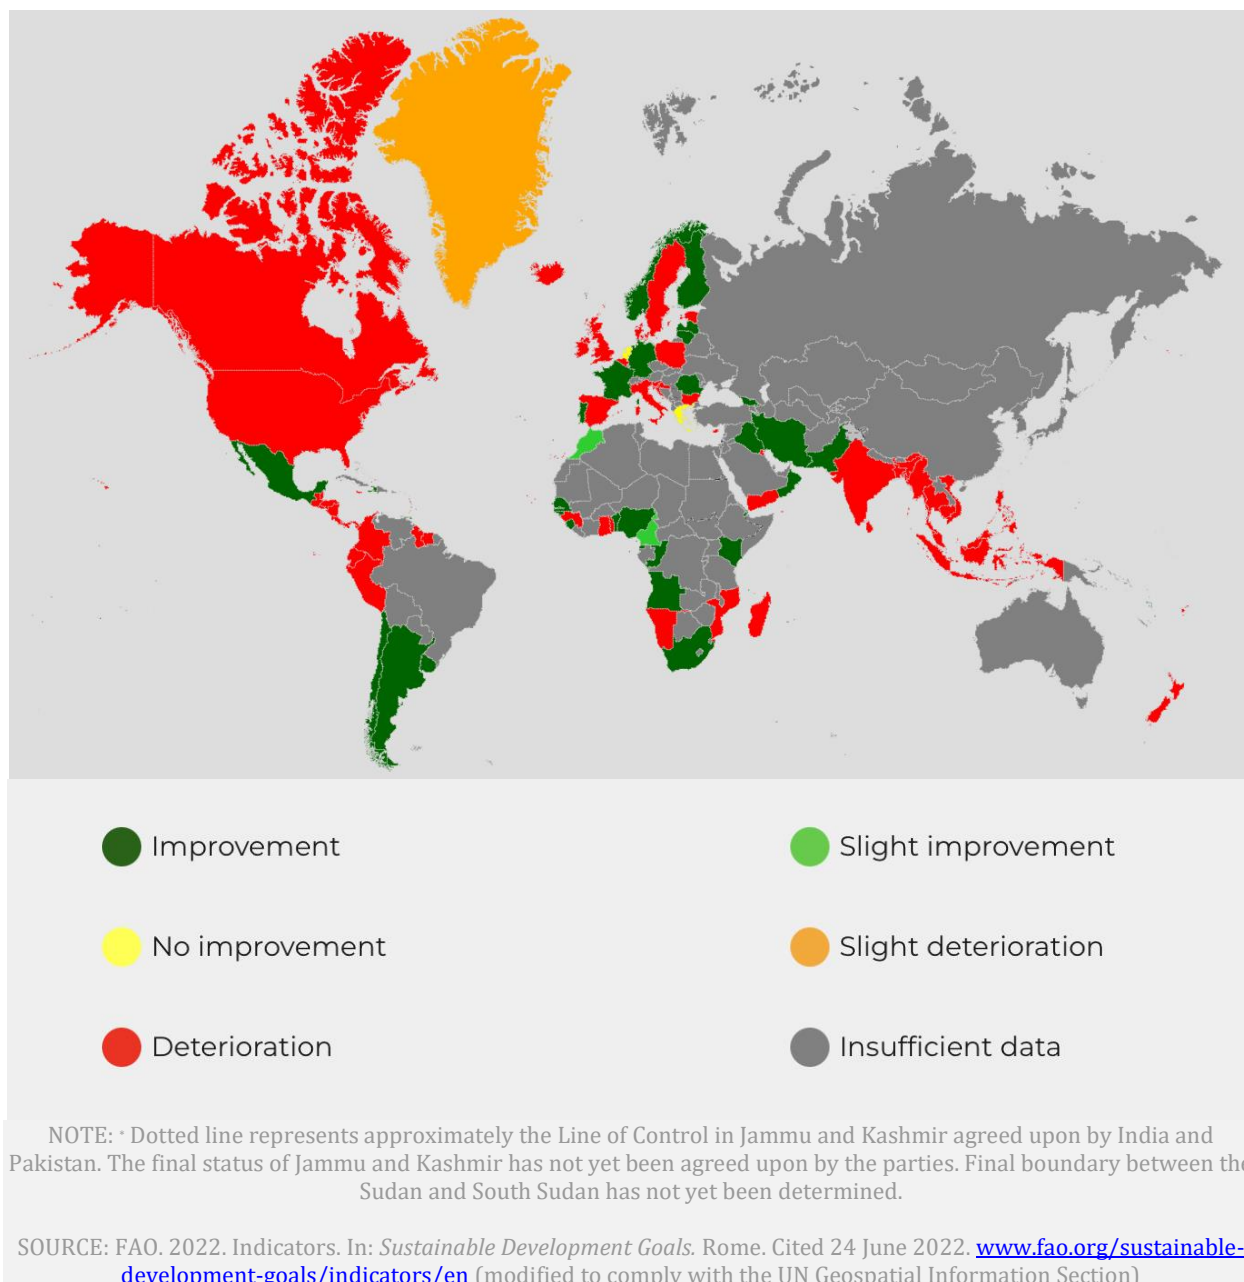 Improvement
Slight improvement
No improvement
Slight deterioration
Deterioration
Insufficient data
NOTE: * Dotted line represents approximately the Line of Control in Jammu and Kashmir agreed upon by India and
Pakistan. The final status of Jammu and Kashmir has not yet been agreed upon by the parties. Final boundary between the
Sudan and South Sudan has not yet been determined.
SOURCE: FAO. 2022. Indicators. In: Sustainable Development Goals. Rome. Cited 24 June 2022. www.fao.org/sustainable-
development-goals/indicators/en (modified to comply with the UN Geospatial Information Section)